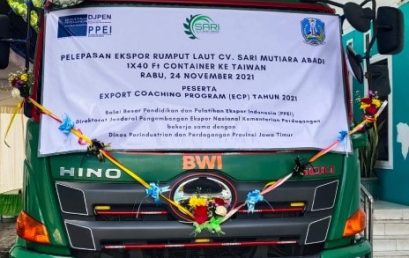 DJPEN
PPEI
SARI
PELEPASAN EKSPOR RUMPUT LAUT CV. SARI MUTIARA ABADI
1X40 Ft CONTAINER KE TAIWAN
RABU, 24 NOVEMBER 2021
PESERTA
EXPORT COACHING PROGRAM (ECP) TAHUN 2021
Balai Besar Pendidikan dan Pelatihan Ekspor Indonesia (PPEI)
Direktorat Jenderal Pengembangan Ekspor Nasional Kementerian Perdagangan
bekerja sama dengan
Dinas Perindustrian dan Perdagangan Provinsi Jawa Timur
BWI
HINO